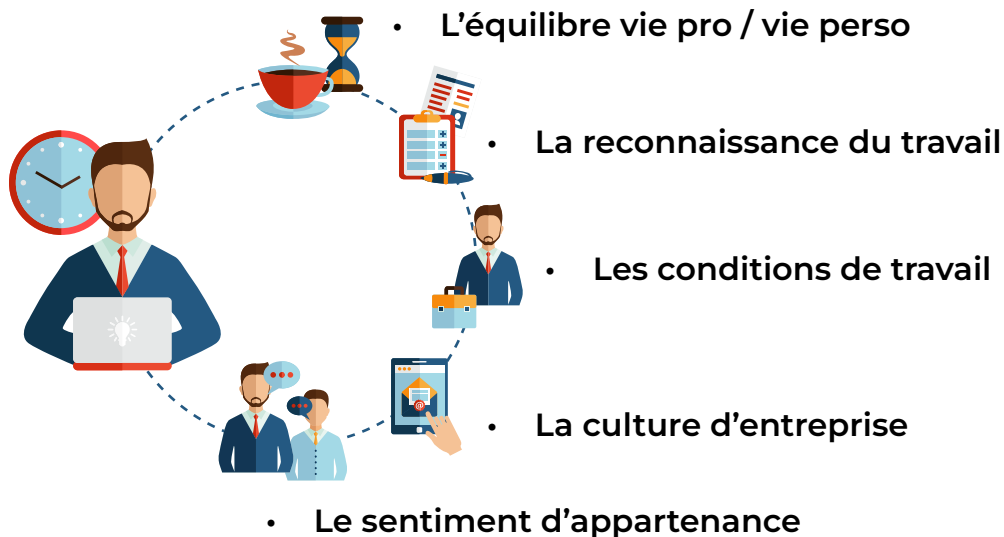 • L’équilibre vie pro / vie perso
• La reconnaissance du travail
• Les conditions de travail
• La culture d’entreprise
• Le sentiment d’appartenance